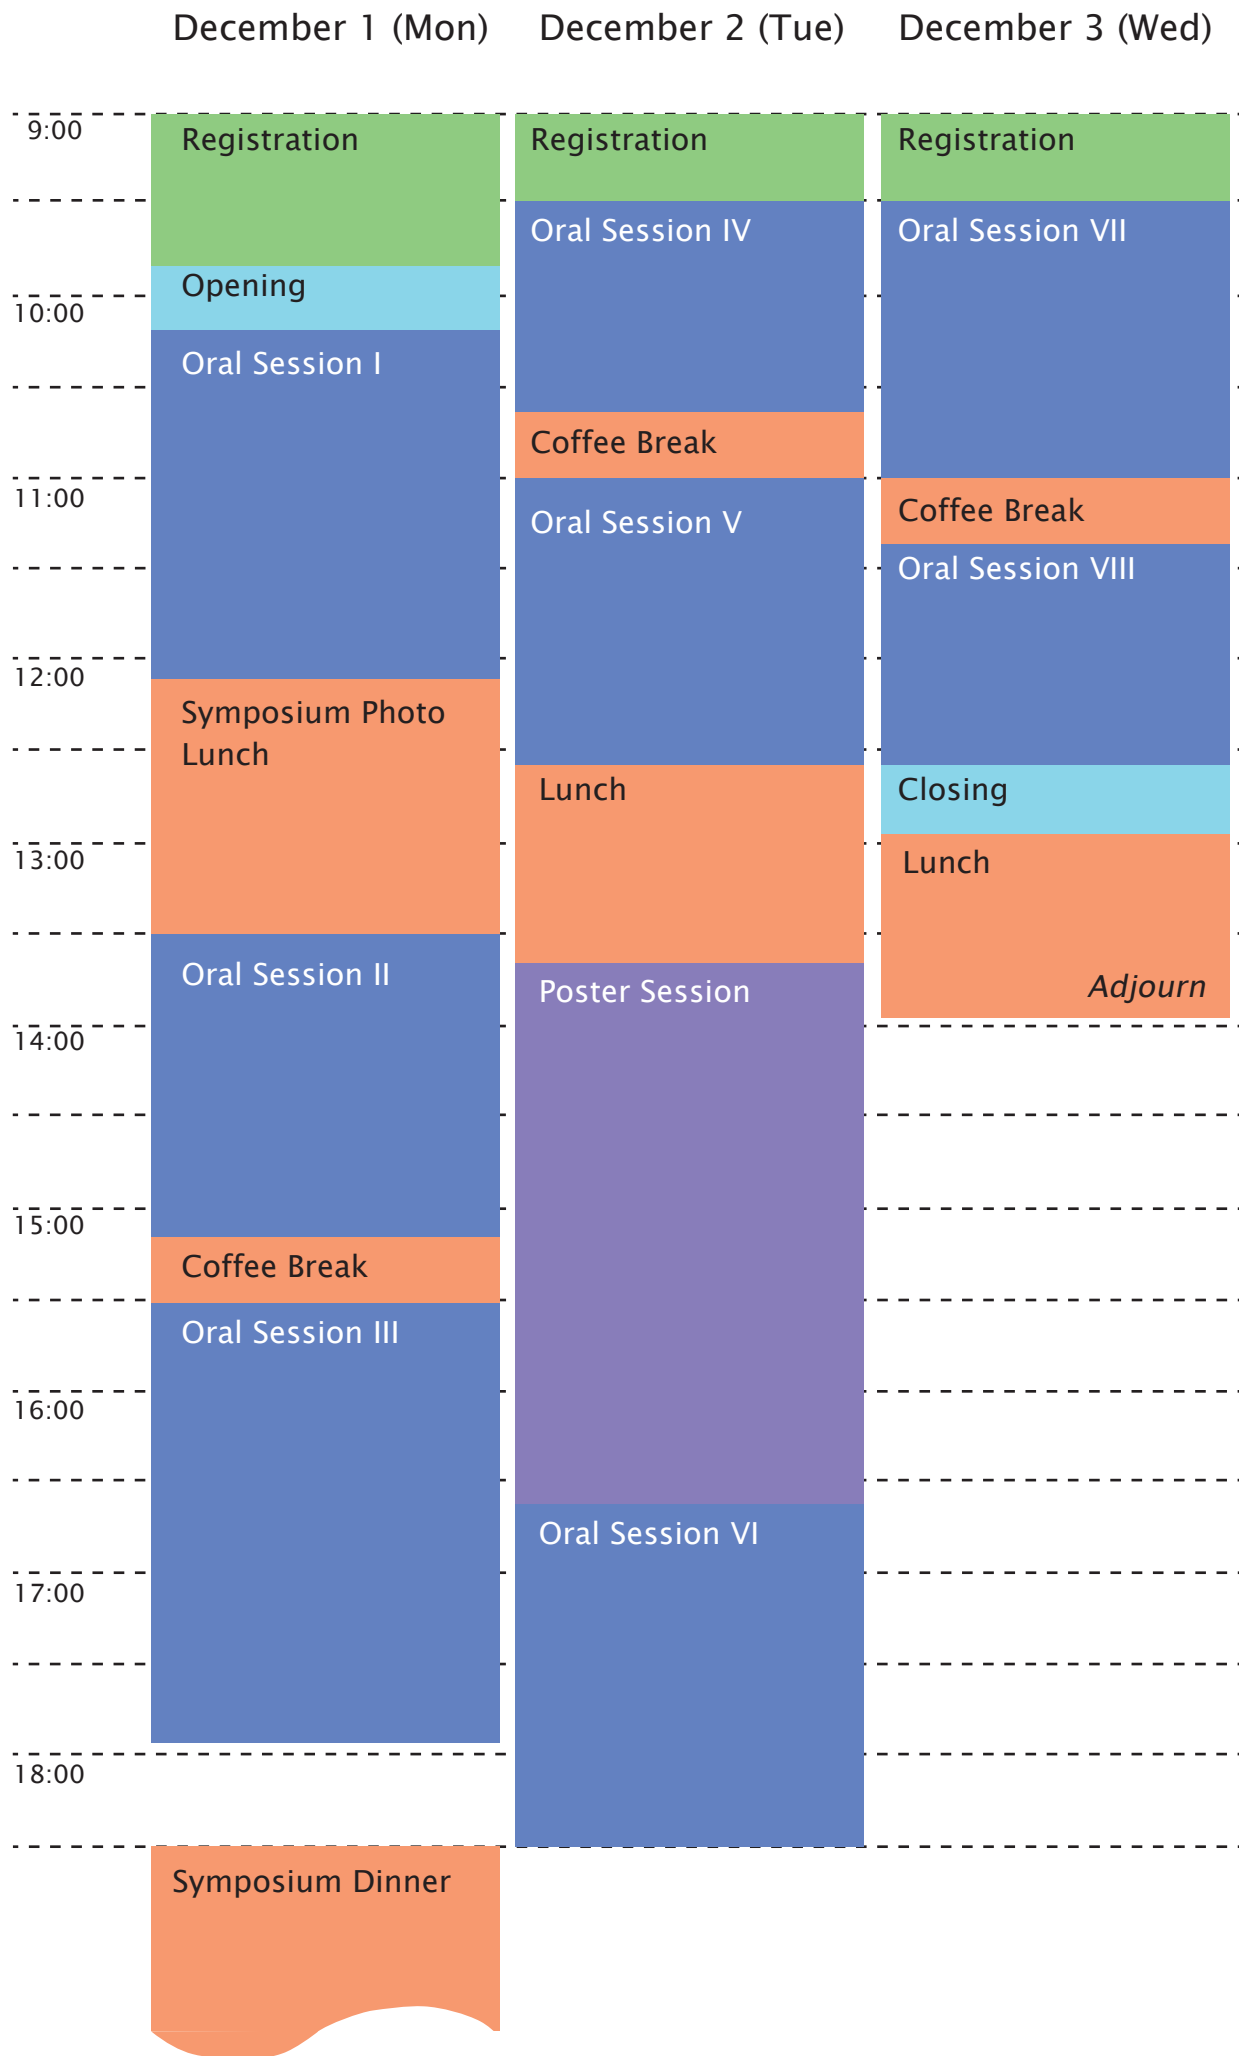 December 1 (Mon)
December 2 (Tue)
December 3 (Wed)
9:00
10:00
11:00
12:00
13:00
14:00
15:00
16:00
17:00
18:00
Registration
Opening
Oral Session I
Symposium Photo
Lunch
Oral Session II
Coffee Break
Oral Session III
Symposium Dinner
Registration
Oral Session IV
Coffee Break
Oral Session V
Lunch
Poster Session
Oral Session VI
Registration
Oral Session VII
Coffee Break
Oral Session VIII
Closing
Lunch
Adjourn